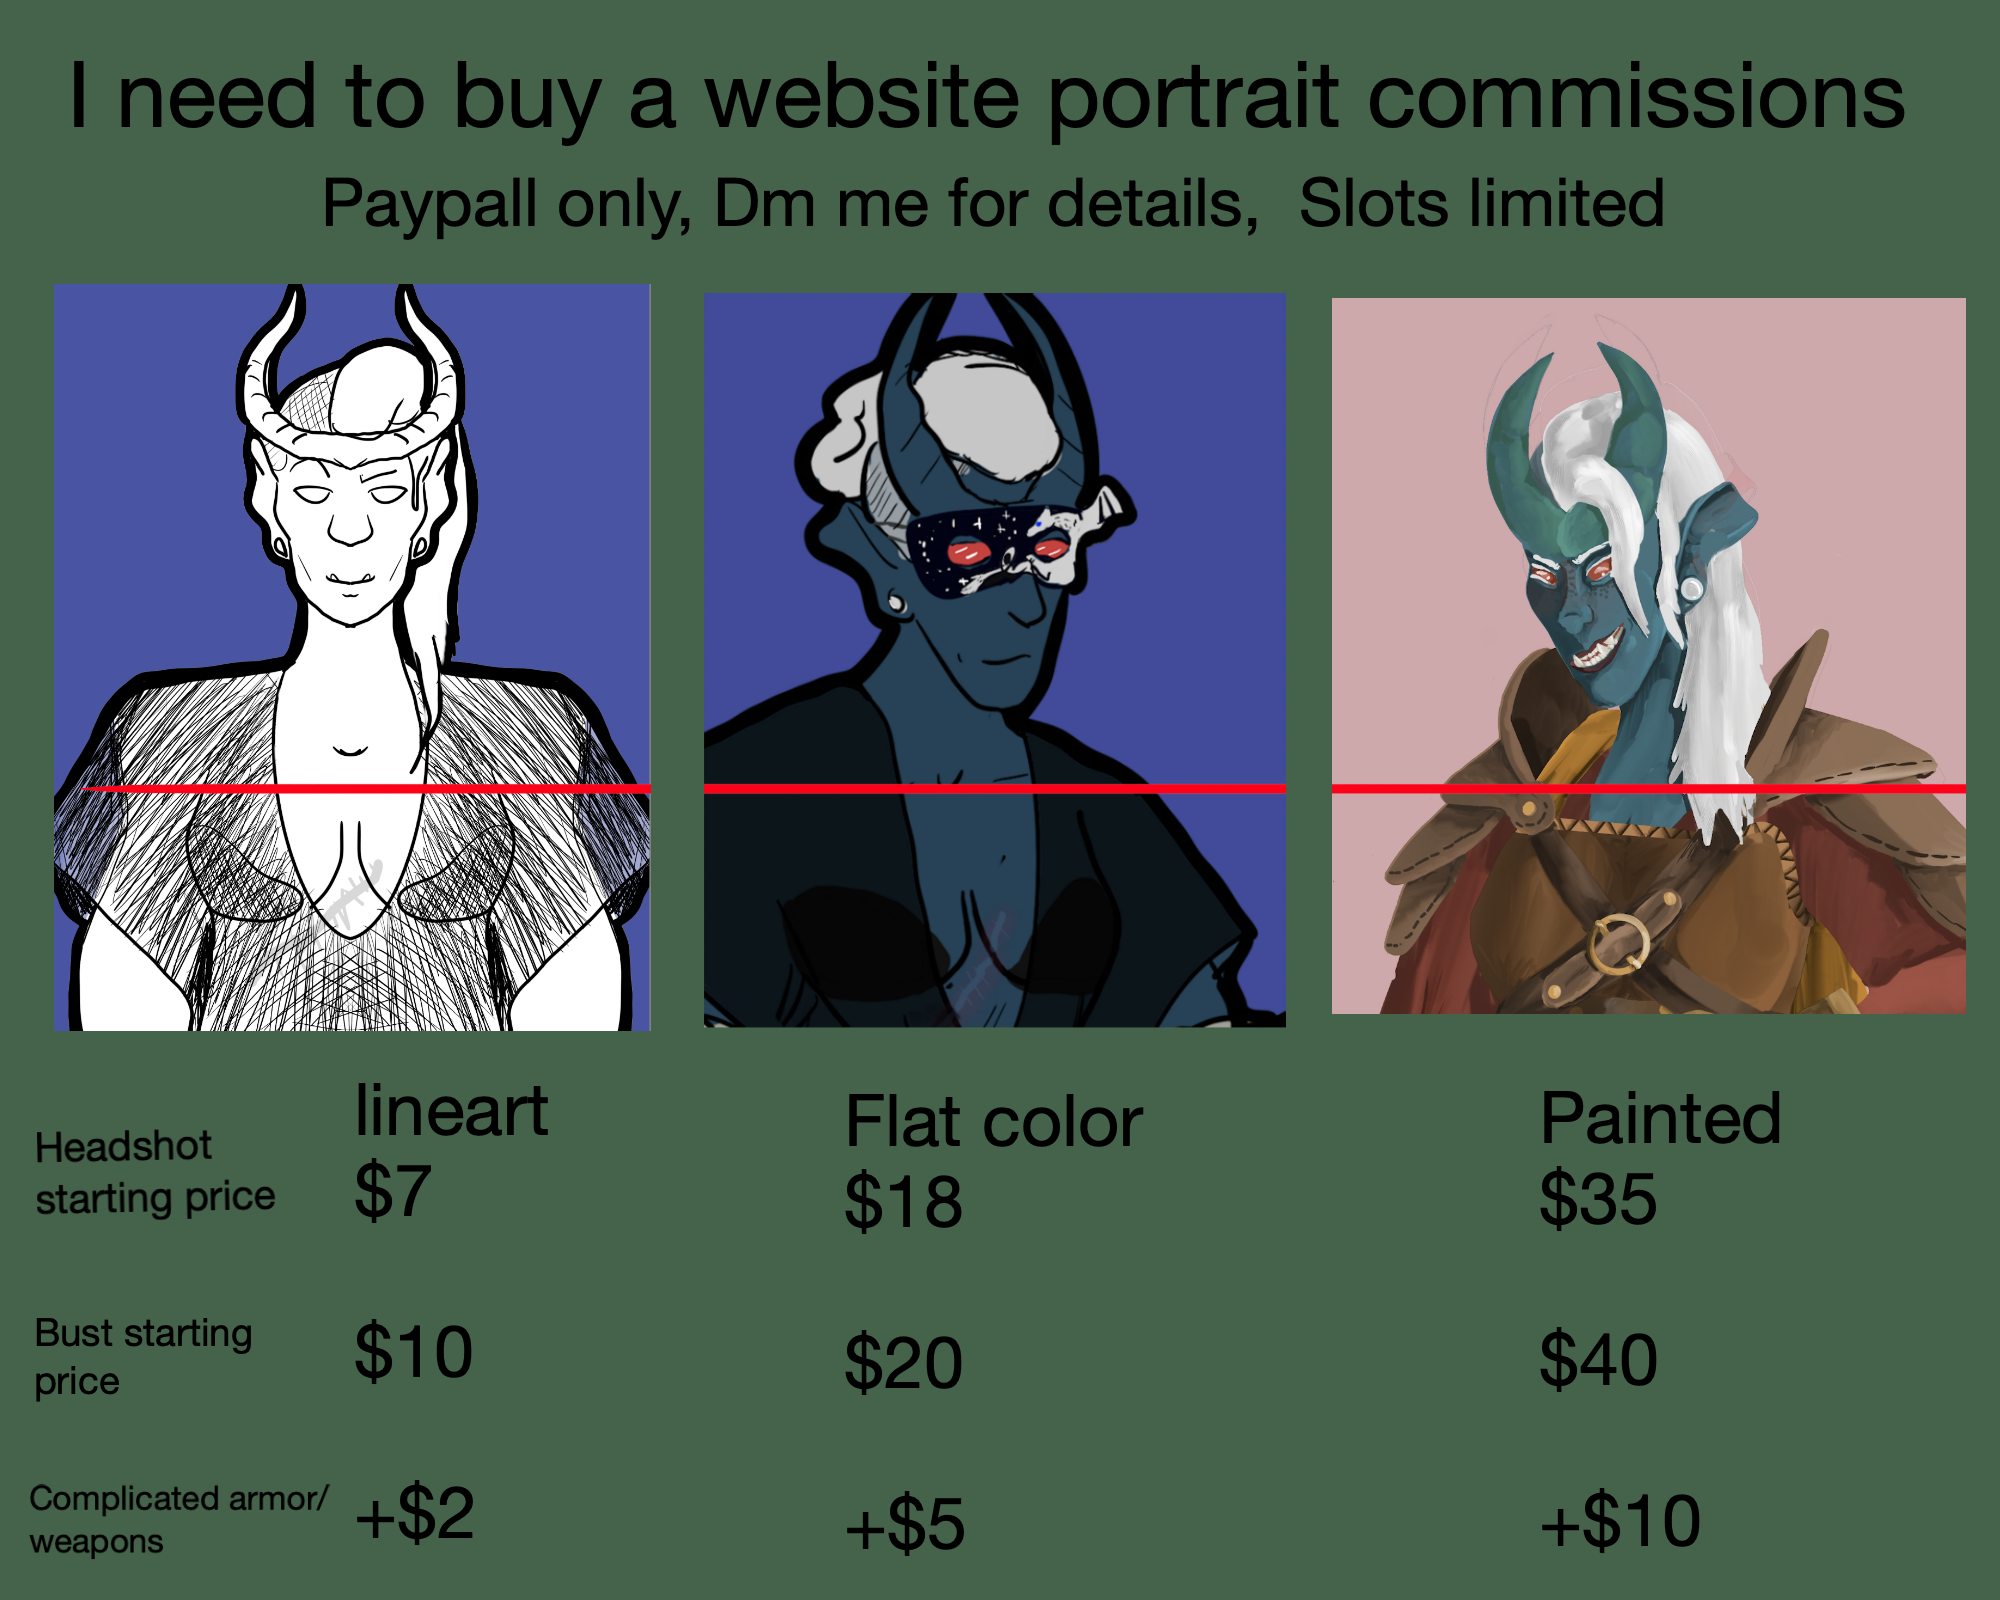 I need to buy a website portrait commissions
Paypall only, Dm me for details,  Slots limited
lineart
Flat color
Painted
Headshot
starting price
$7
$18
$35
Bust starting
price
$10
$20
$40
Complicated armor/
weapons
+$2
+$5
+$10